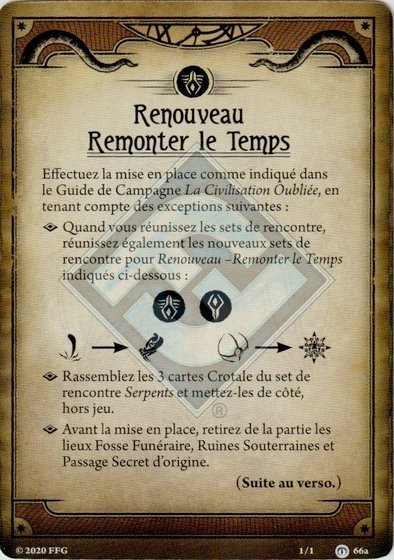 Renouveau
Remonter le Temps
Effectuez la mise en place comme indiqué dans
le Guide de Campagne La Civilisation Oubliée, en
tenant compte des exceptions suivantes :
Quand vous réunissez les sets de rencontre,
réunissez également les nouveaux sets de
rencontre pour Renouveau –Remonter le Temps
indiqués ci-dessous :
®
Rassemblez les 3 cartes Crotale du set de
rencontre Serpents et mettez-les de côté,
hors jeu.
Avant la mise en place, retirez de la partie les
lieux Fosse Funéraire, Ruines Souterraines et
Passage Secret d'origine.
(Suite au verso.)
© 2020 FFG 1/1 66a